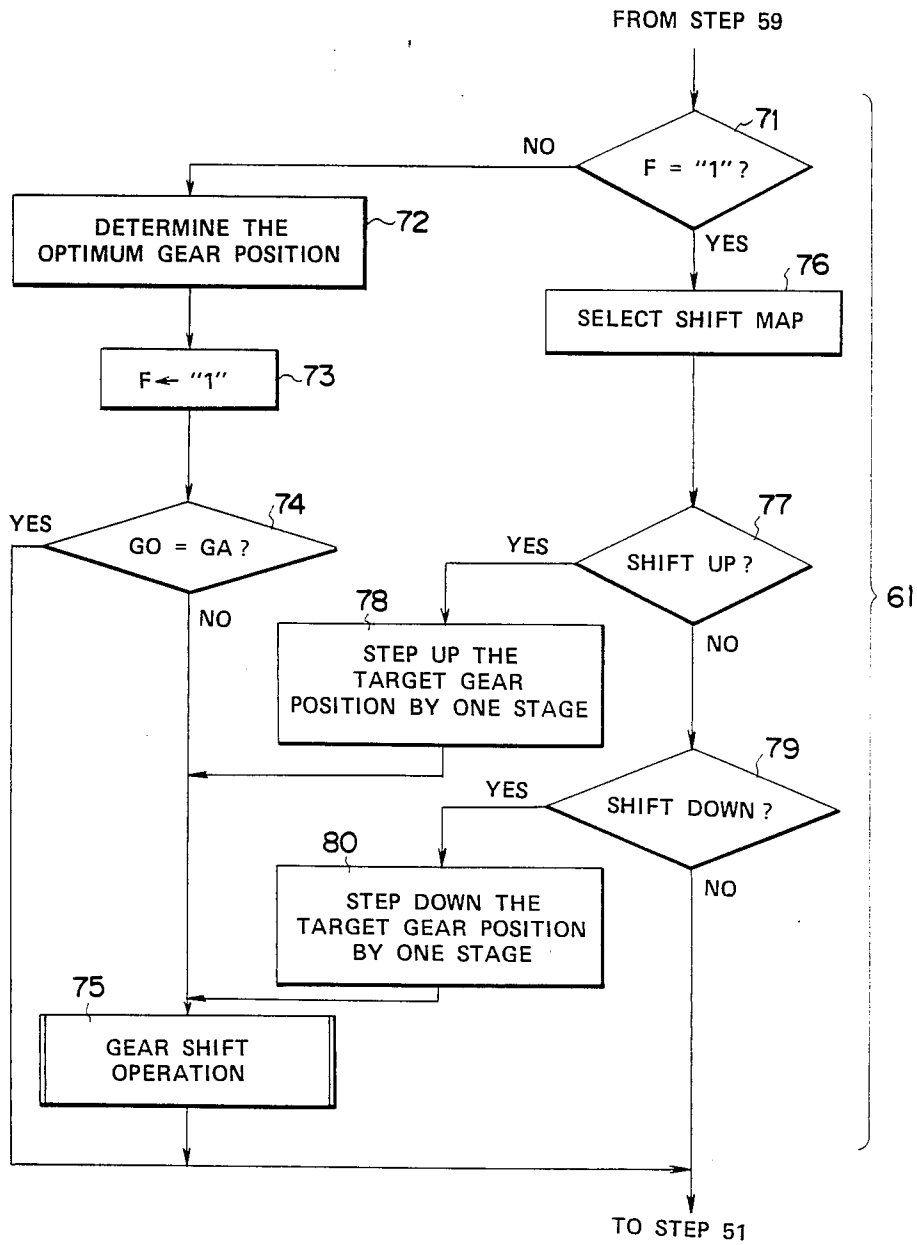 FROM STEP 59
71
F = "1" ?
NO
YES
72
DETERMINE THE
OPTIMUM GEAR POSITION
76
SELECT SHIFT MAP
73
F ← "1"
74
GO = GA ?
YES
NO
77
SHIFT UP ?
YES
NO
78
STEP UP THE
TARGET GEAR
POSITION BY ONE STAGE
61
79
SHIFT DOWN ?
YES
NO
80
STEP DOWN THE
TARGET GEAR POSITION
BY ONE STAGE
75
GEAR SHIFT
OPERATION
TO STEP 51